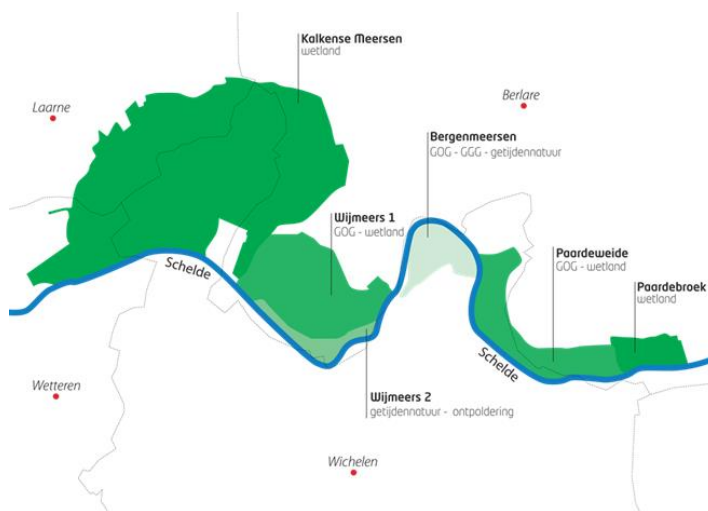 Kalkense Meersen
wetland
Laarne
Berlare
Bergenmeersen
GOG - GGG - getijdennatuur
Wijmeers 1
GOG - wetland
Paardeweide
GOG - wetland
Schelde
Paardebroek
wetland
Schelde
Wetteren
Wijmeers 2
getijdennatuur - ontpoldering
Wichelen